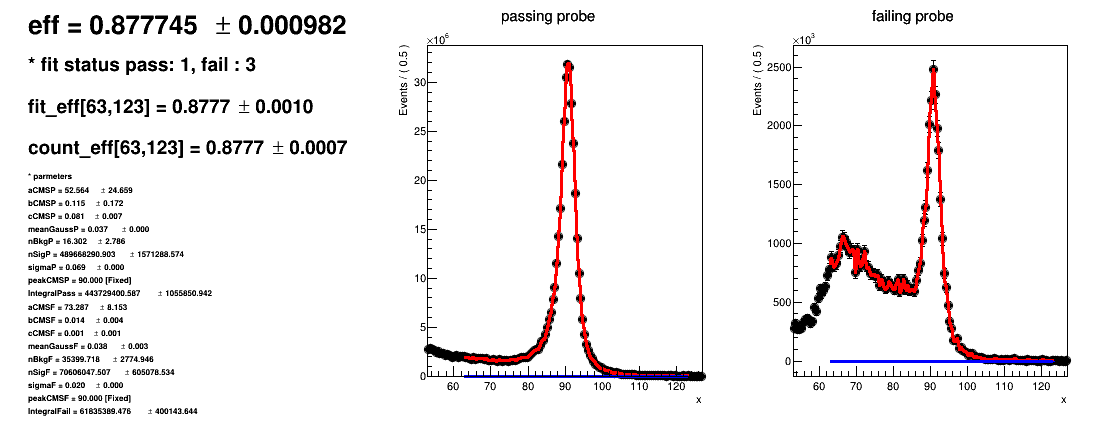 eff = 0.877745 ± 0.000982
* fit status pass: 1, fail : 3
fit_eff[63,123] = 0.8777 ± 0.0010
count_eff[63,123] = 0.8777 ± 0.0007
* parmeters
aCMSP = 52.564 ± 24.659
bCMSP = 0.115 ± 0.172
cCMSP = 0.081 ± 0.007
meanGaussP = 0.037 ± 0.000
nBkgP = 16.302 ± 2.786
nSigP = 489668290.903 ± 1571288.574
sigmaP = 0.069 ± 0.000
peakCMSP = 90.000 [Fixed]
IntegralPass = 443729400.587 ± 1055850.942
aCMSF = 73.287 ± 8.153
bCMSF = 0.014 ± 0.004
cCMSF = 0.001 ± 0.001
meanGaussF = 0.038 ± 0.003
nBkgF = 35399.718 ± 2774.946
nSigF = 70606047.507 ± 605078.534
sigmaF = 0.020 ± 0.000
peakCMSF = 90.000 [Fixed]
IntegralFail = 61835389.476 ± 400143.644
passing probe
×10⁶
Events / ( 0.5 )
30
25
20
15
10
5
0
60 70 80 90 100 110 120
x
failing probe
×10³
Events / ( 0.5 )
2500
2000
1500
1000
500
0
60 70 80 90 100 110 120
x